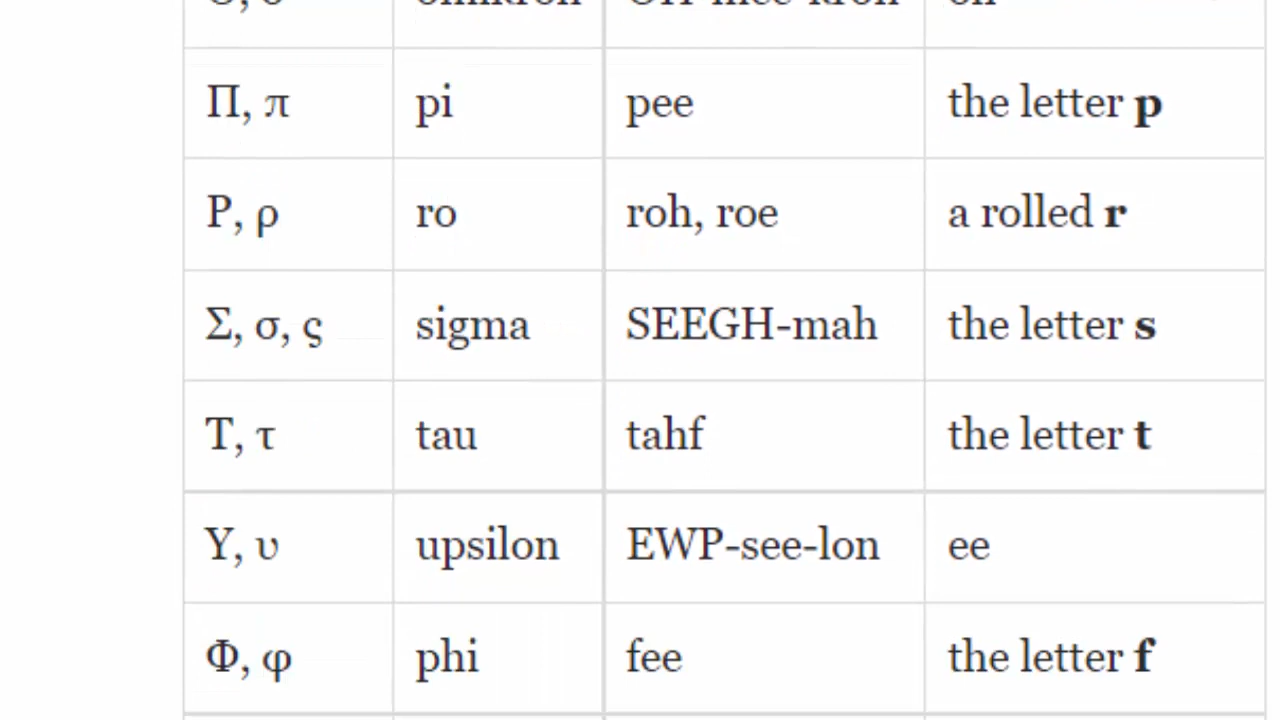 Π, π pi pee the letter p
Ρ, ρ ro roh, roe a rolled r
Σ, σ, ς sigma SEEGH-mah the letter s
Τ, τ tau tahf the letter t
Υ, υ upsilon EWP-see-lon ee
Φ, φ phi fee the letter f